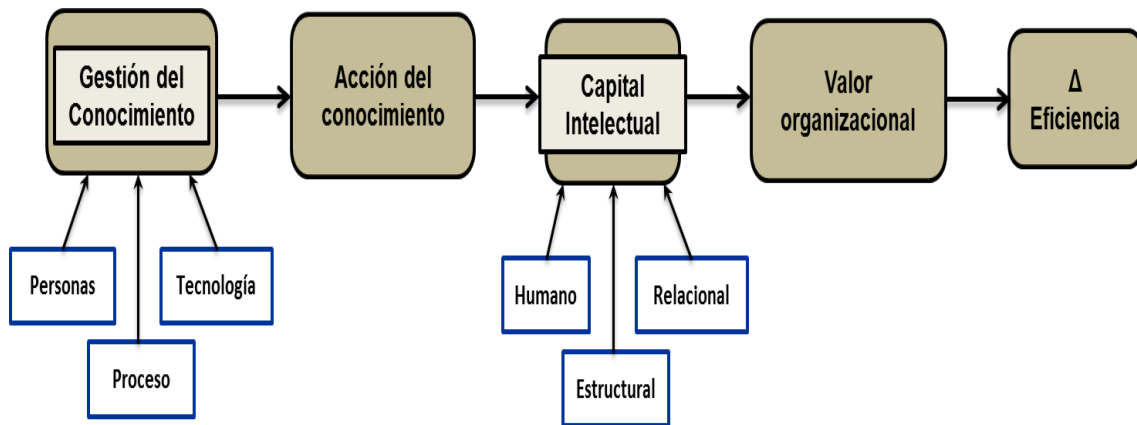 Gestión del
Conocimiento
Acción del
conocimiento
Capital
Intelectual
Valor
organizacional
Δ
Eficiencia
Personas
Tecnología
Proceso
Humano
Relacional
Estructural